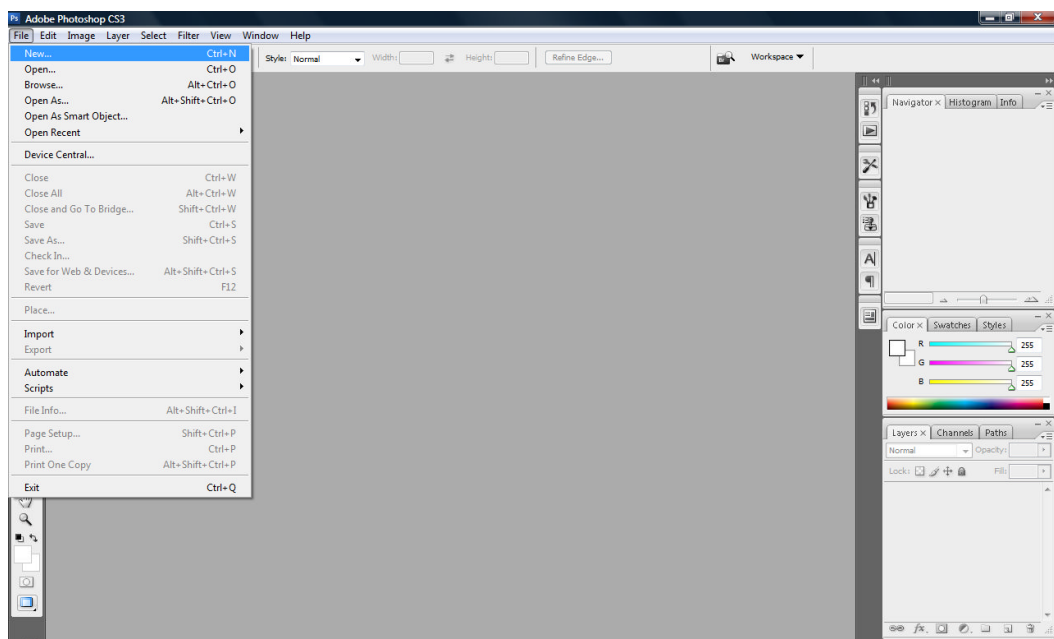 Ps Adobe Photoshop CS3
File Edit Image Layer Select Filter View Window Help
Style: Normal Width: Height: Refine Edge... Workspace
New... Ctrl+N
Open... Ctrl+O
Browse... Alt+Ctrl+O
Open As... Alt+Shift+Ctrl+O
Open As Smart Object...
Open Recent
Device Central...
Close Ctrl+W
Close All Alt+Ctrl+W
Close and Go To Bridge... Shift+Ctrl+W
Save Ctrl+S
Save As... Shift+Ctrl+S
Check In...
Save for Web & Devices... Alt+Shift+Ctrl+S
Revert F12
Place...
Import
Export
Automate
Scripts
File Info... Alt+Shift+Ctrl+I
Page Setup... Shift+Ctrl+P
Print... Ctrl+P
Print One Copy Alt+Shift+Ctrl+P
Exit Ctrl+Q
Navigator × Histogram Info
Color × Swatches Styles
R 255
G 255
B 255
Layers × Channels Paths
Normal Opacity:
Lock: Fill: